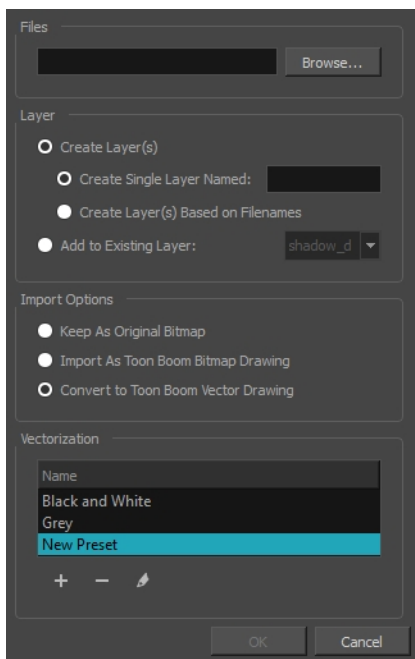 Files
Browse...
Layer
Create Layer(s)
Create Single Layer Named:
Create Layer(s) Based on Filenames
Add to Existing Layer:
shadow_d
Import Options
Keep As Original Bitmap
Import As Toon Boom Bitmap Drawing
Convert to Toon Boom Vector Drawing
Vectorization
Name
Black and White
Grey
New Preset
OK
Cancel